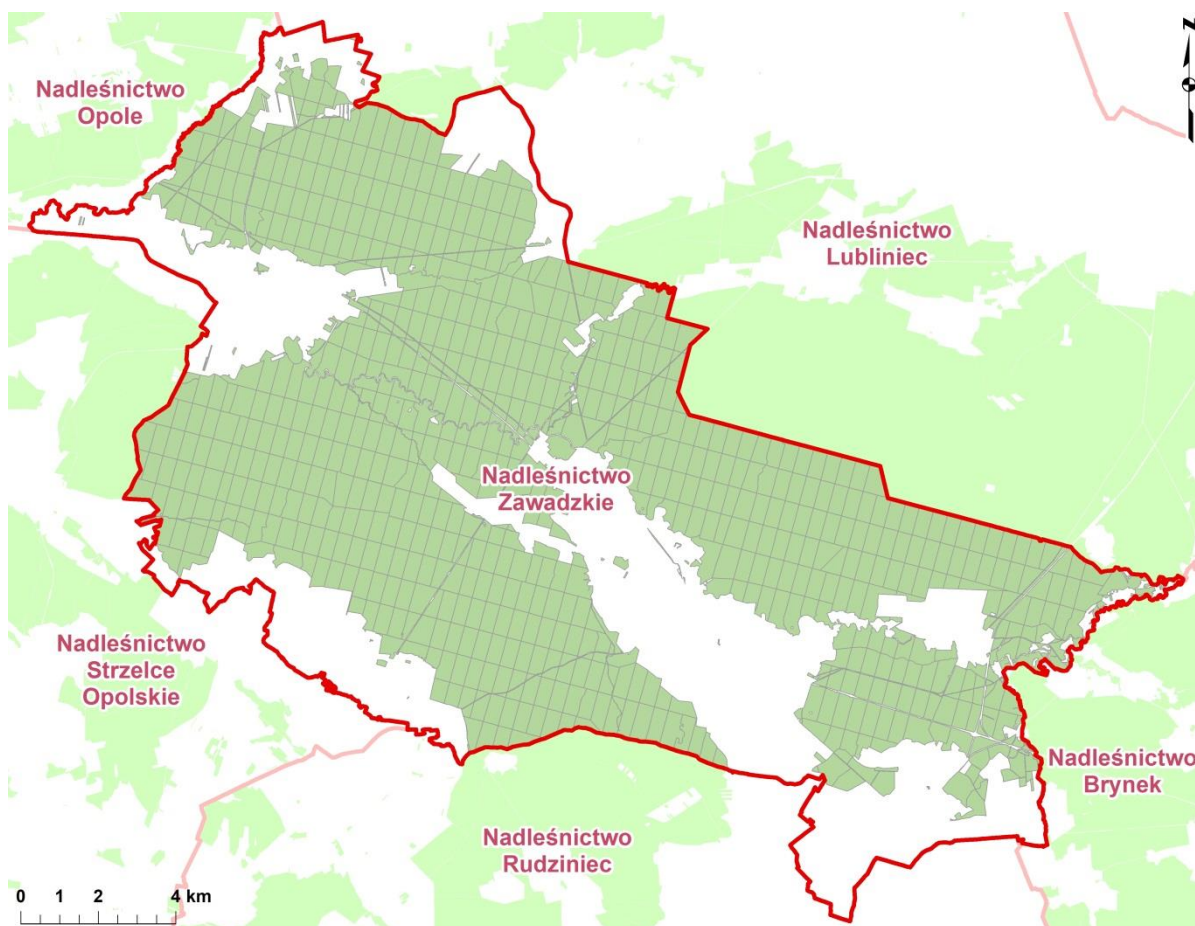 N
Nadleśnictwo
Opole
Nadleśnictwo
Lubliniec
Nadleśnictwo
Zawadzkie
Nadleśnictwo
Strzelce
Opolskie
Nadleśnictwo
Brynek
Nadleśnictwo
Rudziniec
0 1 2 4 km